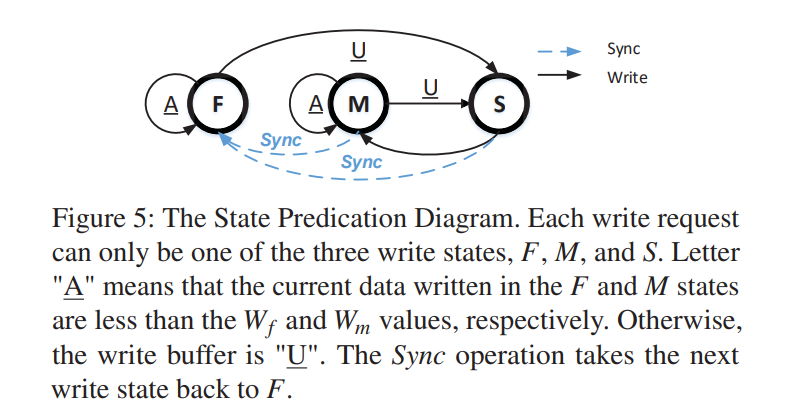 U
Sync
Write
A
F
A
M
U
S
Sync
Sync
Figure 5: The State Predication Diagram. Each write request
can only be one of the three write states, F, M, and S. Letter
"A" means that the current data written in the F and M states
are less than the Wf and Wm values, respectively. Otherwise,
the write buffer is "U". The Sync operation takes the next
write state back to F.